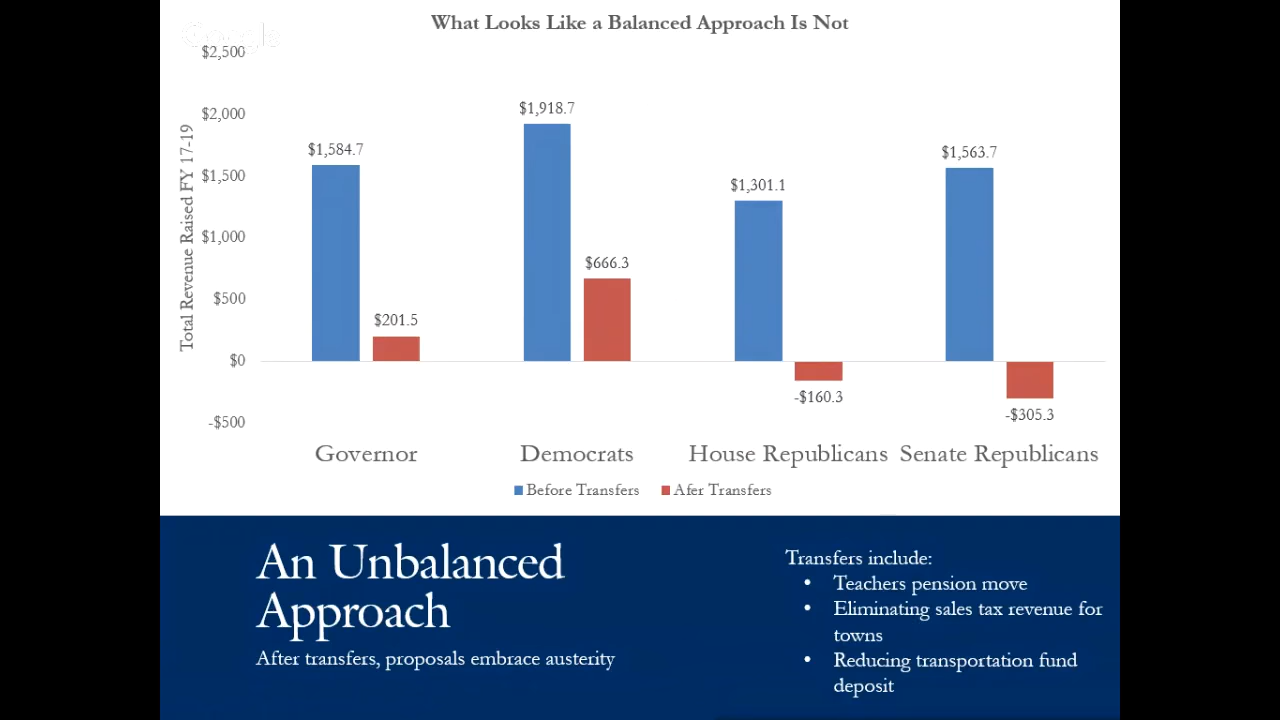 What Looks Like a Balanced Approach Is Not
Google
$2,500
$2,000
$1,500
$1,000
$500
$0
-$500
Total Revenue Raised FY 17-19
$1,584.7
$201.5
$1,918.7
$666.3
$1,301.1
-$160.3
$1,563.7
-$305.3
Governor
Democrats
House Republicans
Senate Republicans
Before Transfers
Afer Transfers
An Unbalanced
Approach
After transfers, proposals embrace austerity
Transfers include:
• Teachers pension move
• Eliminating sales tax revenue for
towns
• Reducing transportation fund
deposit